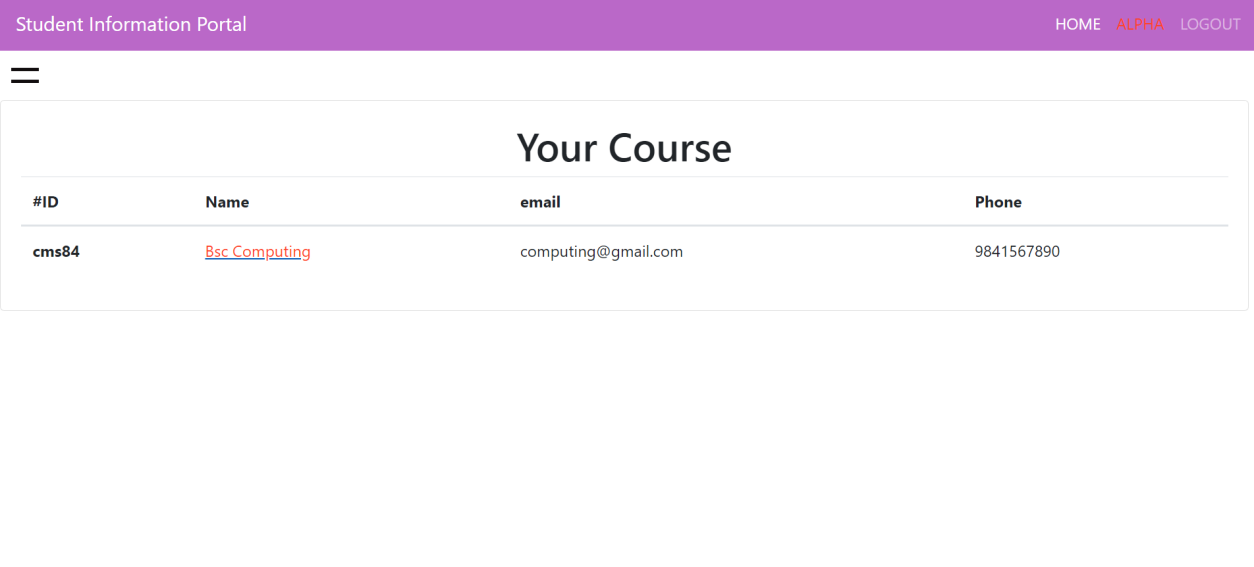 Student Information Portal HOME ALPHA LOGOUT
Your Course
#ID Name email Phone
cms84 Bsc Computing computing@gmail.com 9841567890